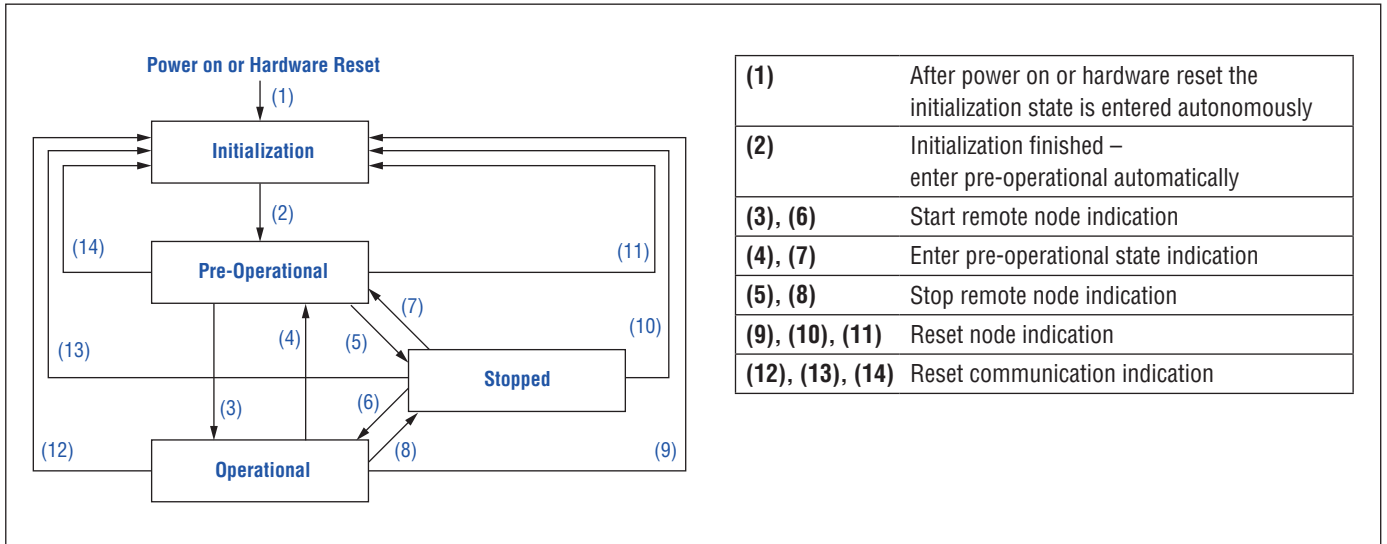 Power on or Hardware Reset
(1)
Initialization
(2)
(14)
(11)
Pre-Operational
(7)
(10)
(4)
(5)
(13)
Stopped
(6)
(3)
(12)
(8)
(9)
Operational
(1) After power on or hardware reset the
initialization state is entered autonomously
(2) Initialization finished –
enter pre-operational automatically
(3), (6) Start remote node indication
(4), (7) Enter pre-operational state indication
(5), (8) Stop remote node indication
(9), (10), (11) Reset node indication
(12), (13), (14) Reset communication indication